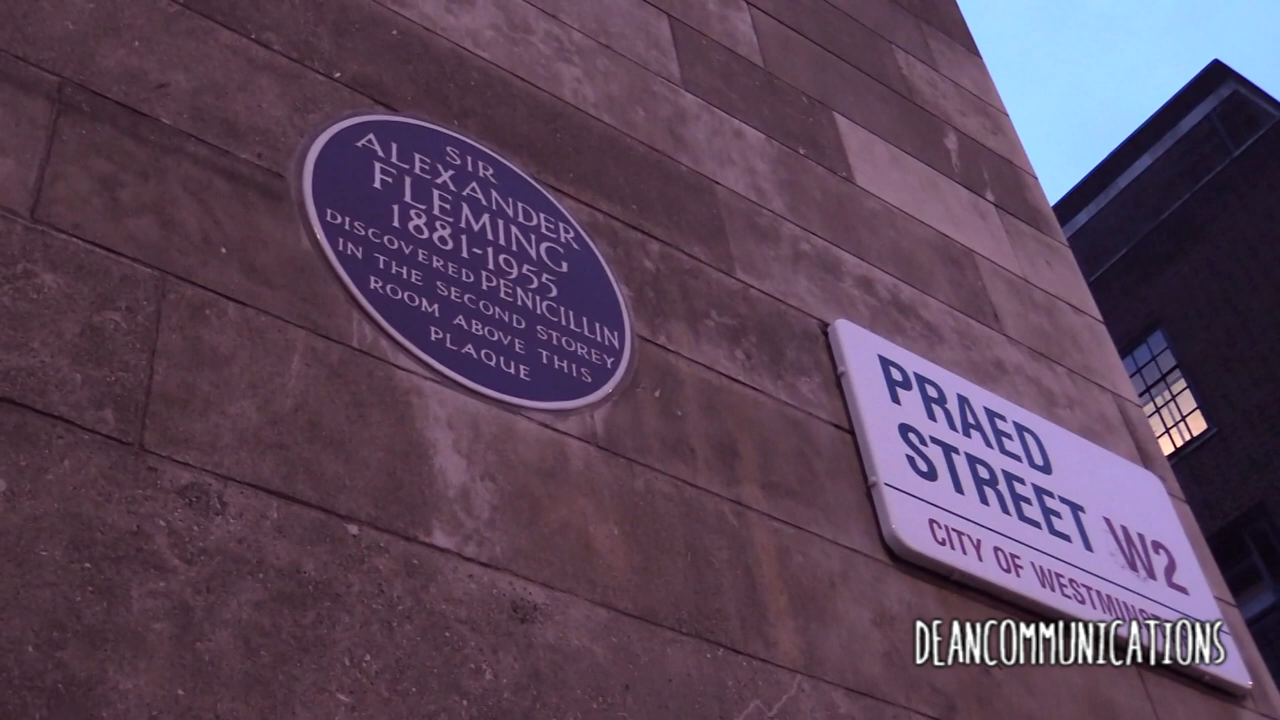 SIR
ALEXANDER
FLEMING
1881-1955
DISCOVERED PENICILLIN
IN THE SECOND STOREY
ROOM ABOVE THIS
PLAQUE
PRAED
STREET W2
CITY OF WESTMINSTER
DEANCOMMUNICATIONS